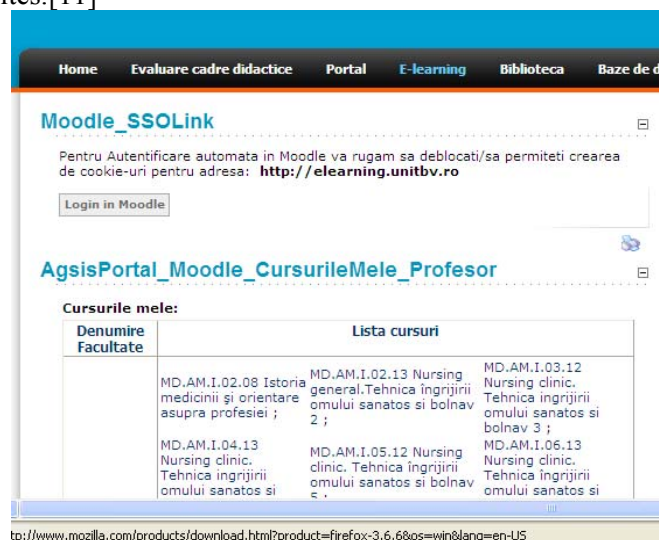 ites.[11]
Home Evaluare cadre didactice Portal E-learning Biblioteca Baze de d
Moodle_SSOLink
Pentru Autentificare automata in Moodle va rugam sa deblocati/sa permiteti crearea
de cookie-uri pentru adresa: http://elearning.unitbv.ro
Login in Moodle
AgsisPortal_Moodle_CursurileMele_Profesor
Cursurile mele:
Denumire
Facultate
Lista cursuri
MD.AM.I.02.08 Istoria
medicinii şi orientare
asupra profesiei ;
MD.AM.I.02.13 Nursing
general.Tehnica îngrijirii
omului sanatos si bolnav
2 ;
MD.AM.I.03.12
Nursing clinic.
Tehnica ingrijirii
omului sanatos si
bolnav 3 ;
MD.AM.I.04.13
Nursing clinic.
Tehnica ingrijirii
omului sanatos si
MD.AM.I.05.12 Nursing
clinic. Tehnica îngrijirii
omului sanatos si bolnav
5 ;
MD.AM.I.06.13
Nursing clinic.
Tehnica îngrijirii
omului sanatos si
tp://www.mozilla.com/products/download.html?product=firefox-3.6.6&os=win&lang=en-US